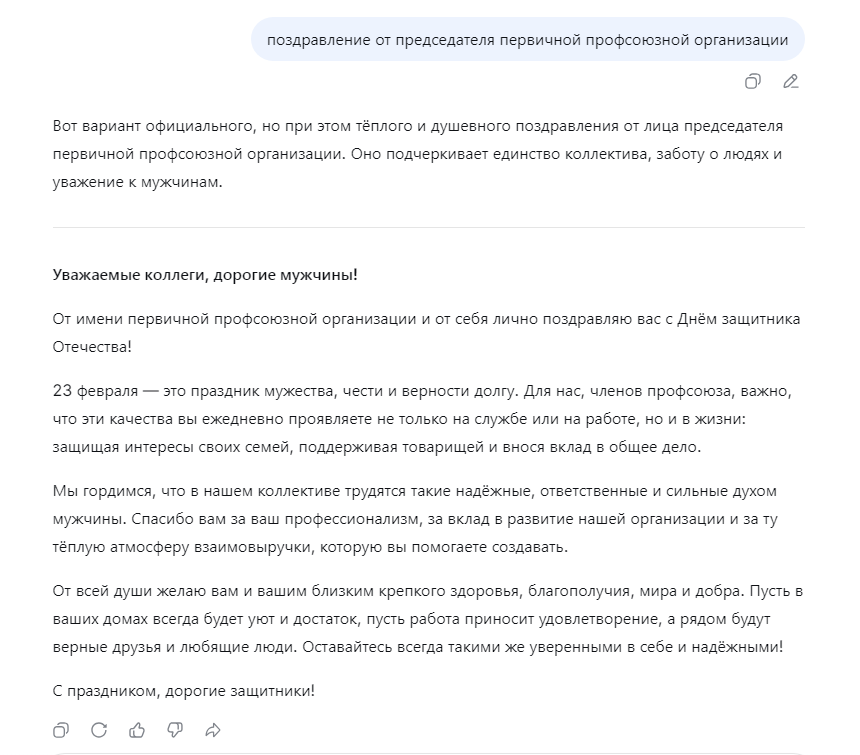 поздравление от председателя первичной профсоюзной организации
Вот вариант официального, но при этом тёплого и душевного поздравления от лица председателя
первичной профсоюзной организации. Оно подчеркивает единство коллектива, заботу о людях и
уважение к мужчинам.
Уважаемые коллеги, дорогие мужчины!
От имени первичной профсоюзной организации и от себя лично поздравляю вас с Днём защитника
Отечества!
23 февраля — это праздник мужества, чести и верности долгу. Для нас, членов профсоюза, важно,
что эти качества вы ежедневно проявляете не только на службе или на работе, но и в жизни:
защищая интересы своих семей, поддерживая товарищей и внося вклад в общее дело.
Мы гордимся, что в нашем коллективе трудятся такие надёжные, ответственные и сильные духом
мужчины. Спасибо вам за ваш профессионализм, за вклад в развитие нашей организации и за ту
тёплую атмосферу взаимовыручки, которую вы помогаете создавать.
От всей души желаю вам и вашим близким крепкого здоровья, благополучия, мира и добра. Пусть в
ваших домах всегда будет уют и достаток, пусть работа приносит удовлетворение, а рядом будут
верные друзья и любящие люди. Оставайтесь всегда такими же уверенными в себе и надёжными!
С праздником, дорогие защитники!